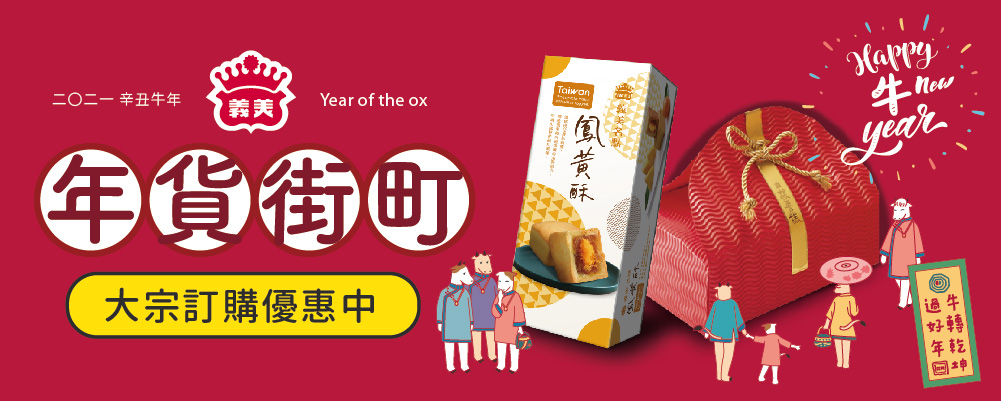 二〇二一 辛丑牛年
義美
Year of the ox
年貨街町
大宗訂購優惠中
Taiwan
義美名點
鳳黃酥
Happy
牛 New
year
牛轉乾坤
過好年